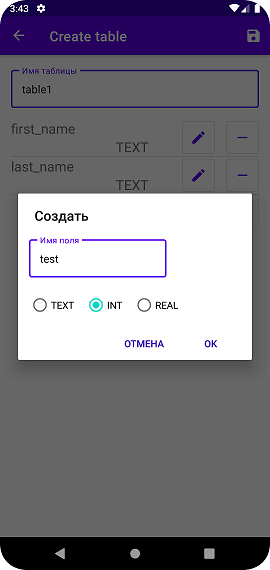 3:43
Create table
Имя таблицы
table1
first_name
TEXT
last_name
TEXT
Создать
Имя поля
test
TEXT INT REAL
ОТМЕНА ОК